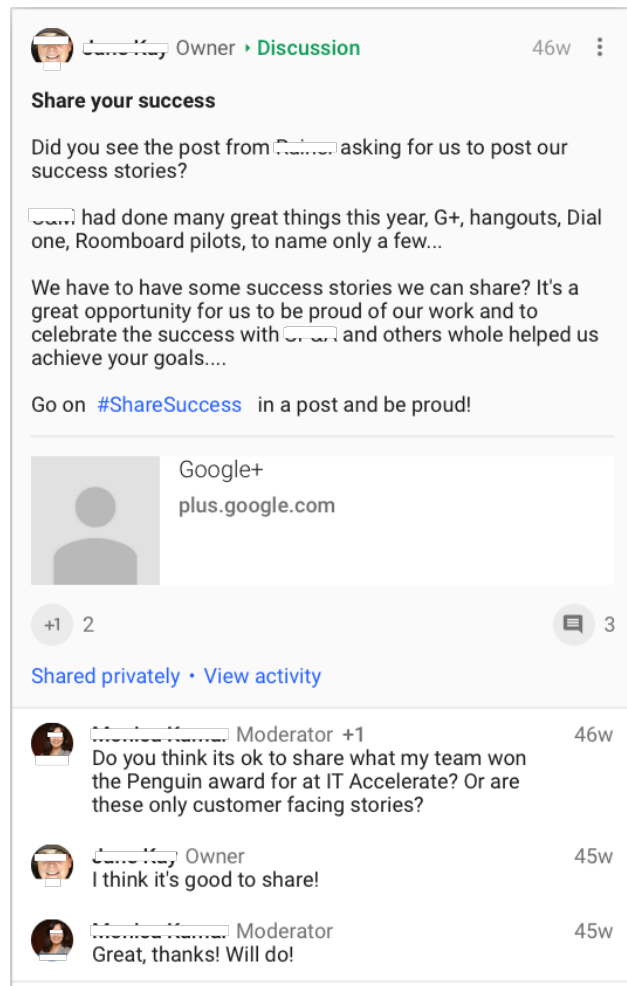 Owner ‣ Discussion 46w
Share your success
Did you see the post from asking for us to post our
success stories?
had done many great things this year, G+, hangouts, Dial
one, Roomboard pilots, to name only a few...
We have to have some success stories we can share? It's a
great opportunity for us to be proud of our work and to
celebrate the success with and others whole helped us
achieve your goals....
Go on #ShareSuccess in a post and be proud!
Google+
plus.google.com
+1 2 3
Shared privately • View activity
Moderator +1 46w
Do you think its ok to share what my team won
the Penguin award for at IT Accelerate? Or are
these only customer facing stories?
Owner 45w
I think it's good to share!
Moderator 45w
Great, thanks! Will do!